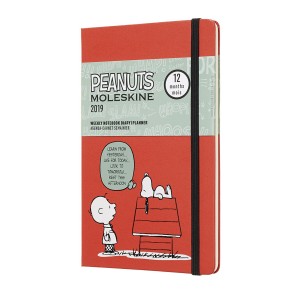 PEANUTS
MOLESKINE
2019
12
months
WEEKLY NOTEBOOK DIARY/PLANNER
LEARN FROM
YESTERDAY,
LIVE FOR TODAY,
LOOK TO
TOMORROW,
REST THIS
AFTERNOON